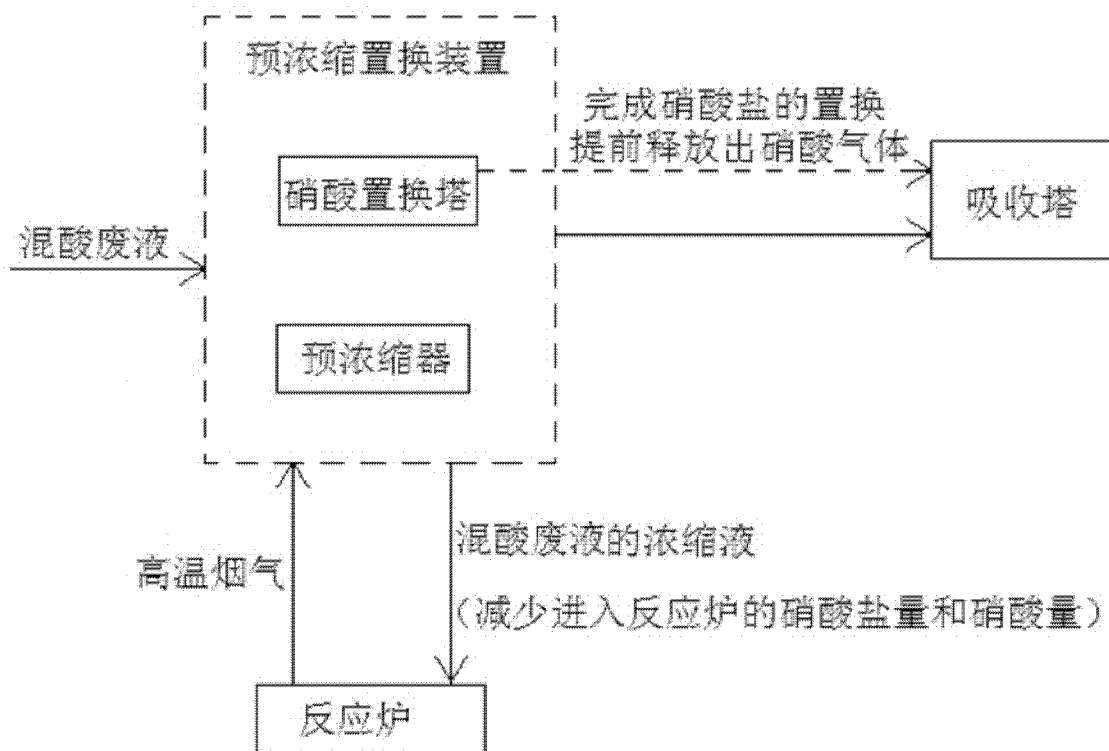 预浓缩置换装置
完成硝酸盐的置换
提前释放出硝酸气体
硝酸置换塔
吸收塔
混酸废液
预浓缩器
混酸废液的浓缩液
高温烟气
（减少进入反应炉的硝酸盐量和硝酸量）
反应炉